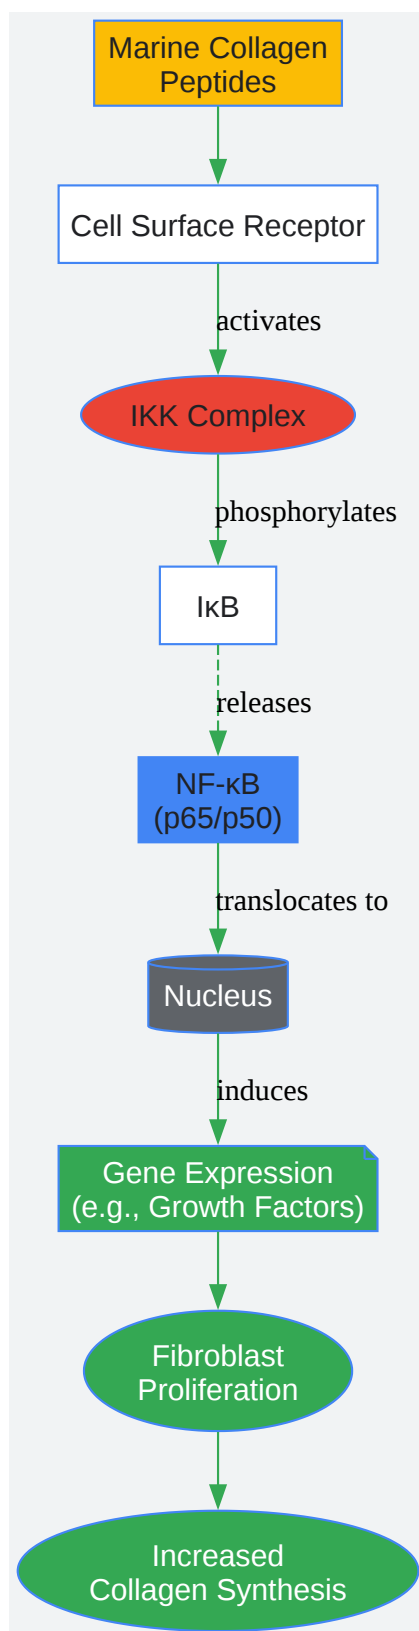 Marine Collagen
Peptides
Cell Surface Receptor
activates
IKK Complex
phosphorylates
IκB
releases
NF-κB
(p65/p50)
translocates to
Nucleus
induces
Gene Expression
(e.g., Growth Factors)
Fibroblast
Proliferation
Increased
Collagen Synthesis